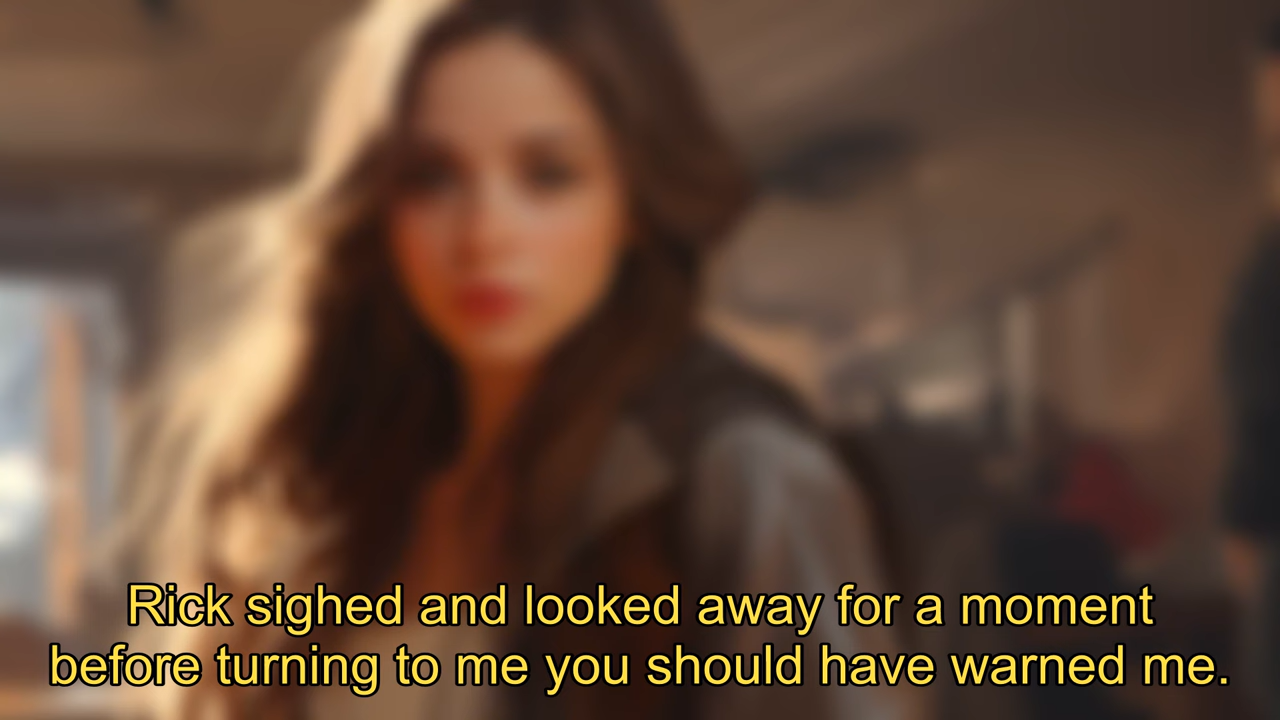 Rick sighed and looked away for a moment
before turning to me you should have warned me.